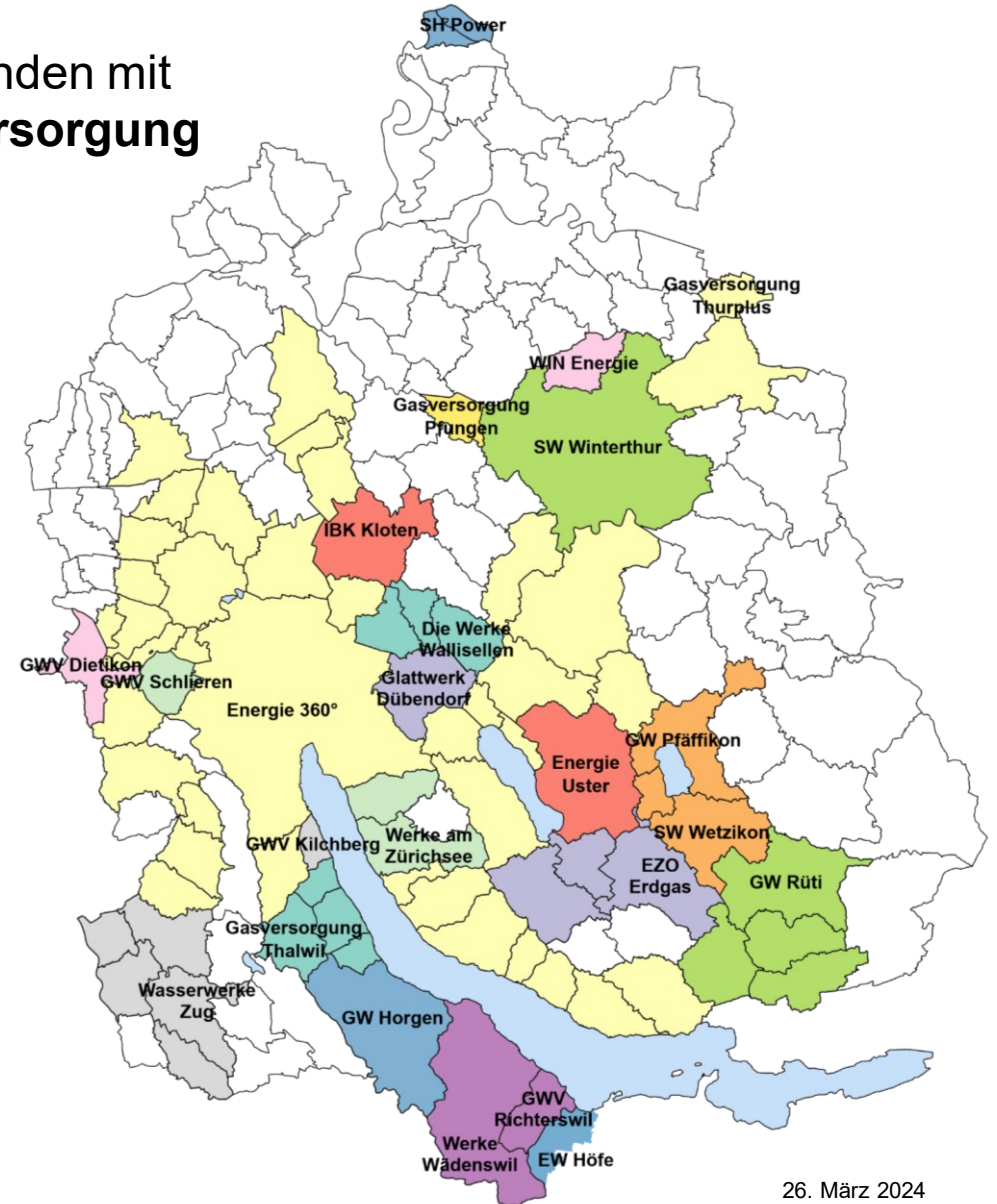 SH Power
nden mit
rsorgung
Gasversorgung
Thurplus
WIN Energie
Gasversorgung
Pfungen
SW Winterthur
IBK Kloten
Die Werke
Wallisellen
GWV Dietikon
GWV Schlieren
Glattwerk
Dübendorf
Energie 360°
GW Pfäffikon
Energie
Uster
SW Wetzikon
GWV Kilchberg
Werke am
Zürichsee
EZO
Erdgas
GW Rüti
Gasversorgung
Thalwil
Wasserwerke
Zug
GW Horgen
GWV
Richterswil
Werke
Wädenswil
EW Höfe
26. März 2024